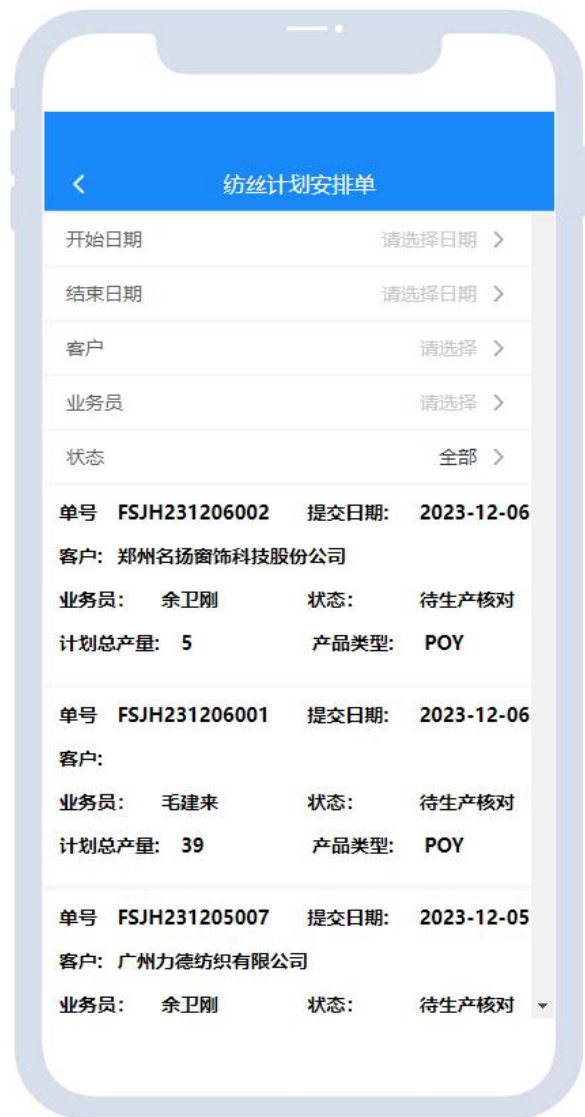 纺丝计划安排单
开始日期 请选择日期
结束日期 请选择日期
客户 请选择
业务员 请选择
状态 全部
单号 FSJH231206002 提交日期: 2023-12-06
客户: 郑州名扬窗饰科技股份公司
业务员: 余卫刚 状态: 待生产核对
计划总产量: 5 产品类型: POY
单号 FSJH231206001 提交日期: 2023-12-06
客户:
业务员: 毛建来 状态: 待生产核对
计划总产量: 39 产品类型: POY
单号 FSJH231205007 提交日期: 2023-12-05
客户: 广州力德纺织有限公司
业务员: 余卫刚 状态: 待生产核对